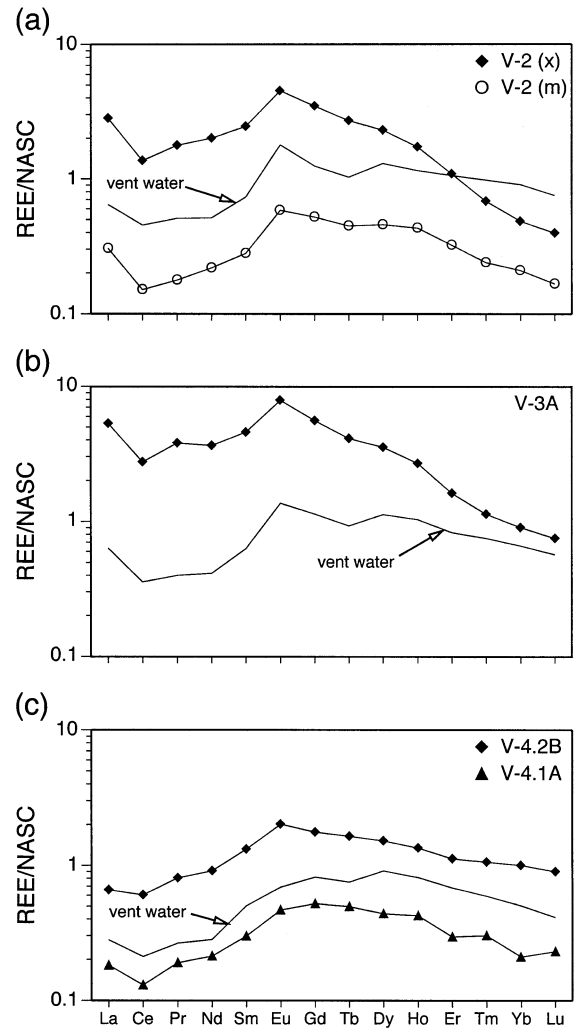 (a)
10
1
0.1
REE/NASC
V-2 (x)
V-2 (m)
vent water
(b)
10
1
0.1
REE/NASC
V-3A
vent water
(c)
10
1
0.1
REE/NASC
V-4.2B
V-4.1A
vent water
La Ce Pr Nd Sm Eu Gd Tb Dy Ho Er Tm Yb Lu